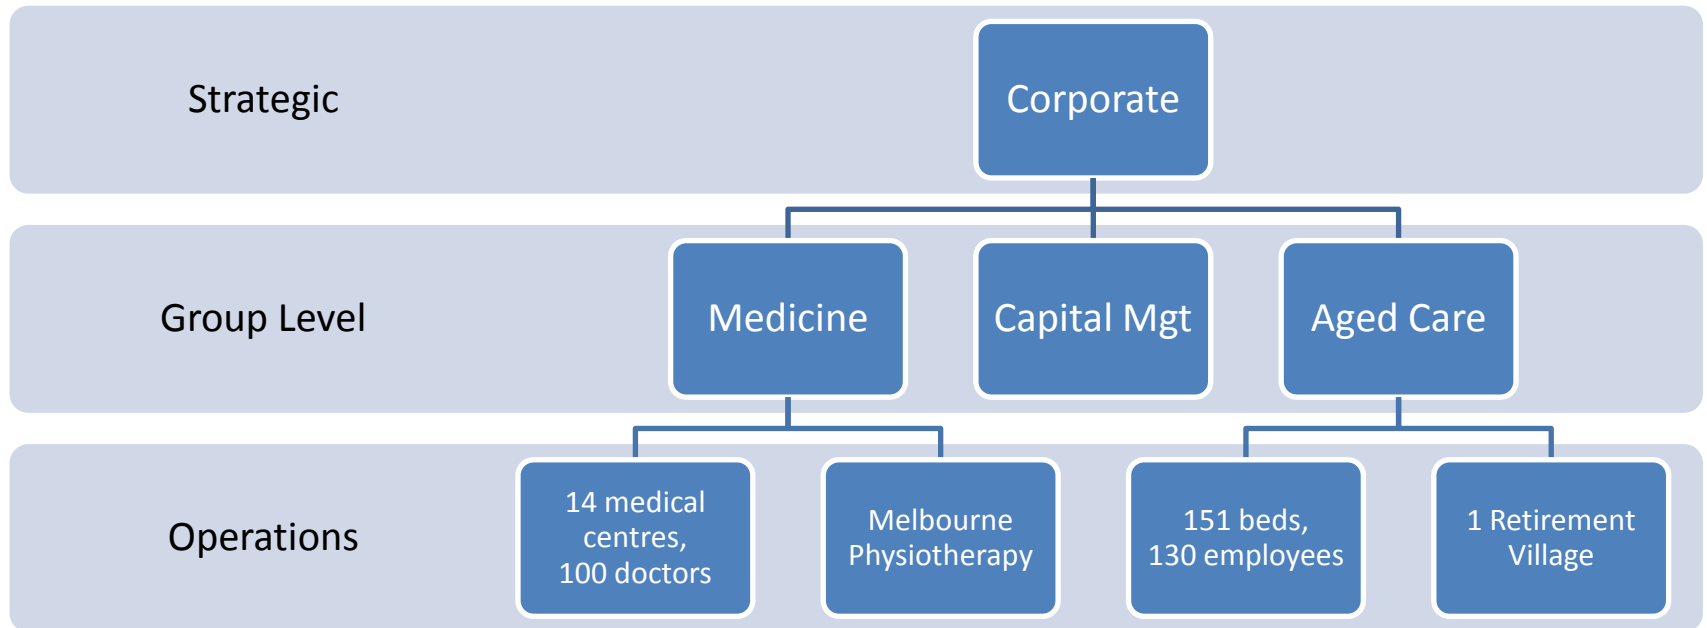 Strategic
Corporate
Group Level
Medicine
Capital Mgt
Aged Care
Operations
14 medical
centres,
100 doctors
Melbourne
Physiotherapy
151 beds,
130 employees
1 Retirement
Village